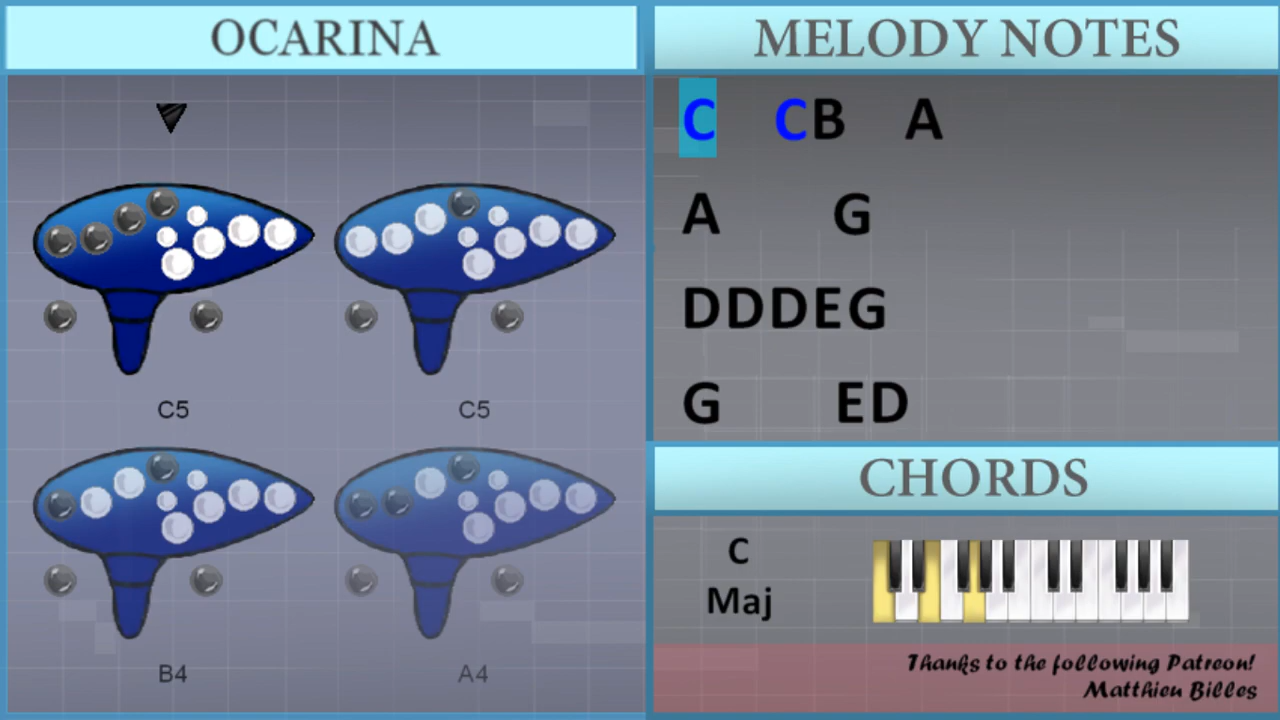 OCARINA
C5 C5
B4 A4
MELODY NOTES
C CB A
A G
DDDEG
G ED
CHORDS
C
Maj
Thanks to the following Patreon!
Matthieu Billes